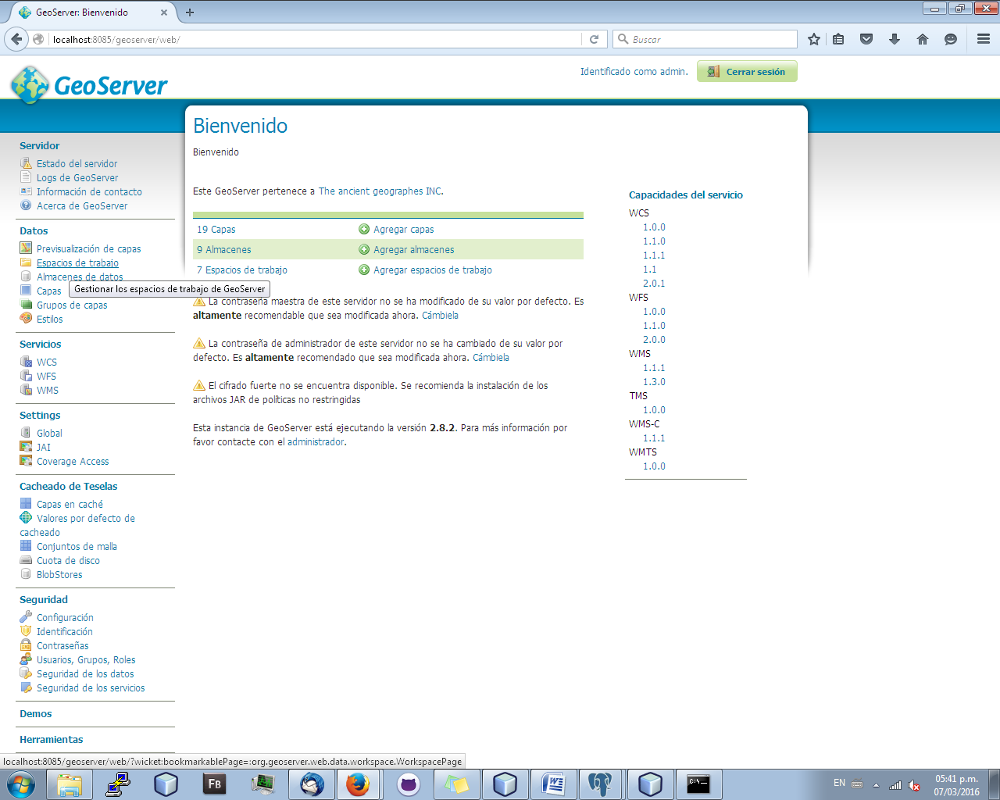 GeoServer: Bienvenido
localhost:8085/geoserver/web/
Buscar
GeoServer
Identificado como admin.
Cerrar sesión
Servidor
Estado del servidor
Logs de GeoServer
Información de contacto
Acerca de GeoServer
Datos
Previsualización de capas
Espacios de trabajo
Almacenes de datos
Capas
Grupos de capas
Estilos
Gestionar los espacios de trabajo de GeoServer
Servicios
WCS
WFS
WMS
Settings
Global
JAI
Coverage Access
Cacheado de Teselas
Capas en caché
Valores por defecto de
cacheado
Conjuntos de malla
Cuota de disco
BlobStores
Seguridad
Configuración
Identificación
Contraseñas
Usuarios, Grupos, Roles
Seguridad de los datos
Seguridad de los servicios
Demos
Herramientas
Bienvenido
Bienvenido
Este GeoServer pertenece a The ancient geographes INC.
19 Capas Agregar capas
9 Almacenes Agregar almacenes
7 Espacios de trabajo Agregar espacios de trabajo
La contraseña maestra de este servidor no se ha modificado de su valor por defecto. Es
altamente recomendable que sea modificada ahora. Cámbiela
La contraseña de administrador de este servidor no se ha cambiado de su valor por
defecto. Es altamente recomendado que sea modificada ahora. Cámbiela
El cifrado fuerte no se encuentra disponible. Se recomienda la instalación de los
archivos JAR de políticas no restringidas
Esta instancia de GeoServer está ejecutando la versión 2.8.2. Para más información por
favor contacte con el administrador.
Capacidades del servicio
WCS
1.0.0
1.1.0
1.1.1
1.1
2.0.1
WFS
1.0.0
1.1.0
2.0.0
WMS
1.1.1
1.3.0
TMS
1.0.0
WMS-C
1.1.1
WMTS
1.0.0
localhost:8085/geoserver/web/?wicket:bookmarkablePage=:org.geoserver.web.data.workspace.WorkspacePage
FB
W
C:\_
EN
05:41 p.m.
07/03/2016